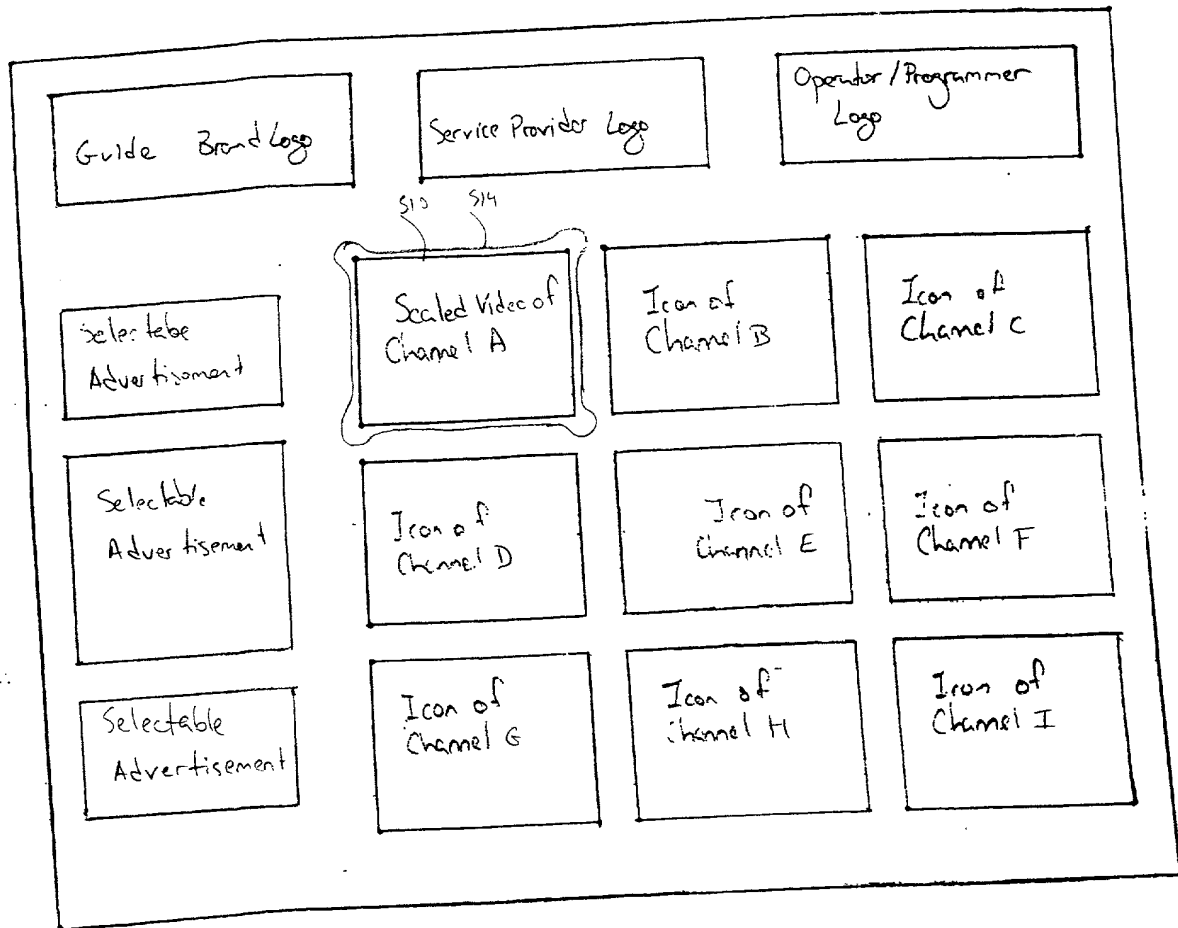 Guide Brand Logo
Service Provider Logo
Operator / Programmer
Logo
514
Selectabe
Advertisement
Scaled Video of
Channel A
Icon of
Channel B
Icon of
Channel C
Selectable
Advertisement
Icon of
Channel D
Icon of
Channel E
Icon of
Channel F
Selectable
Advertisement
Icon of
Channel G
Icon of
Channel H
Icon of
Channel I